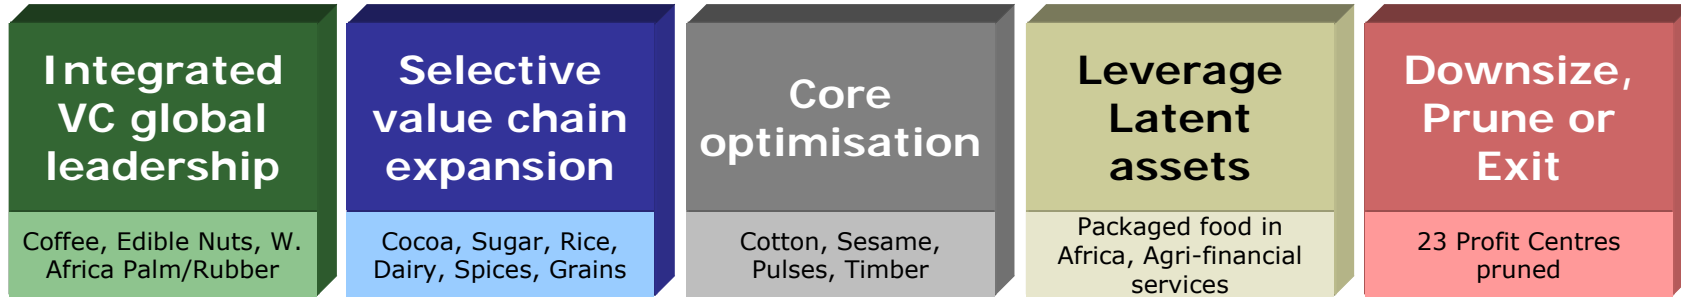 Integrated
VC global
leadership
Coffee, Edible Nuts, W.
Africa Palm/Rubber
Selective
value chain
expansion
Cocoa, Sugar, Rice,
Dairy, Spices, Grains
Core
optimisation
Cotton, Sesame,
Pulses, Timber
Leverage
Latent
assets
Packaged food in
Africa, Agri-financial
services
Downsize,
Prune or
Exit
23 Profit Centres
pruned